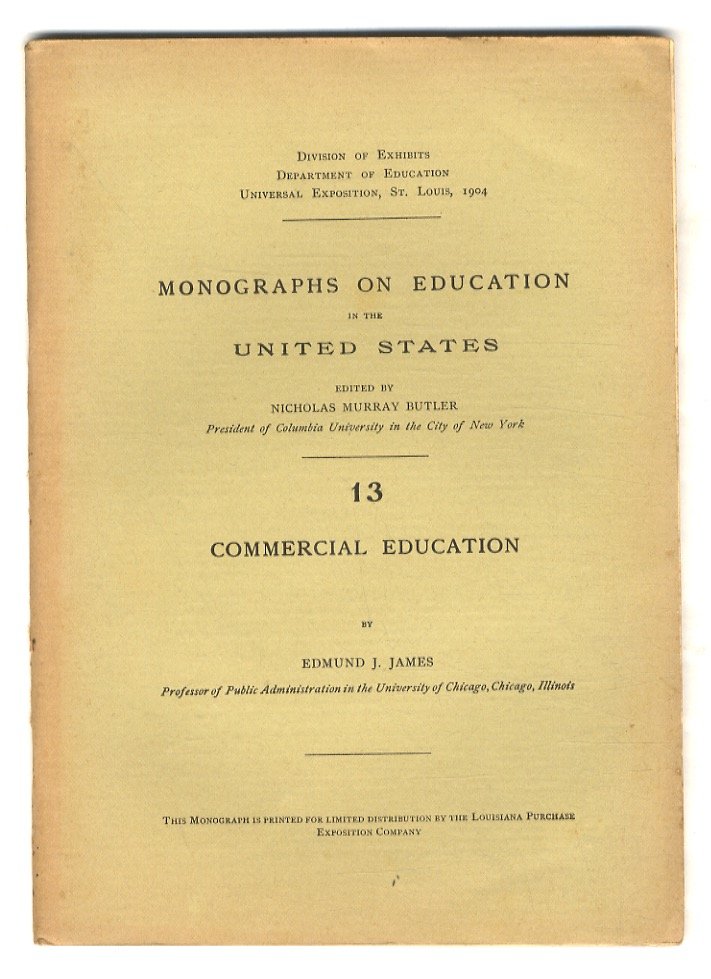 Division of Exhibits
Department of Education
Universal Exposition, St. Louis, 1904
MONOGRAPHS ON EDUCATION
IN THE
UNITED STATES
EDITED BY
NICHOLAS MURRAY BUTLER
President of Columbia University in the City of New York
13
COMMERCIAL EDUCATION
BY
EDMUND J. JAMES
Professor of Public Administration in the University of Chicago, Chicago, Illinois
This Monograph is printed for limited distribution by the Louisiana Purchase
Exposition Company